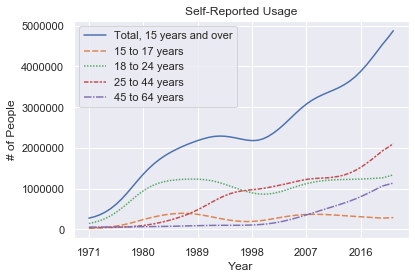 Self-Reported Usage
5000000
4000000
3000000
2000000
1000000
0
# of People
Total, 15 years and over
15 to 17 years
18 to 24 years
25 to 44 years
45 to 64 years
1971 1980 1989 1998 2007 2016
Year